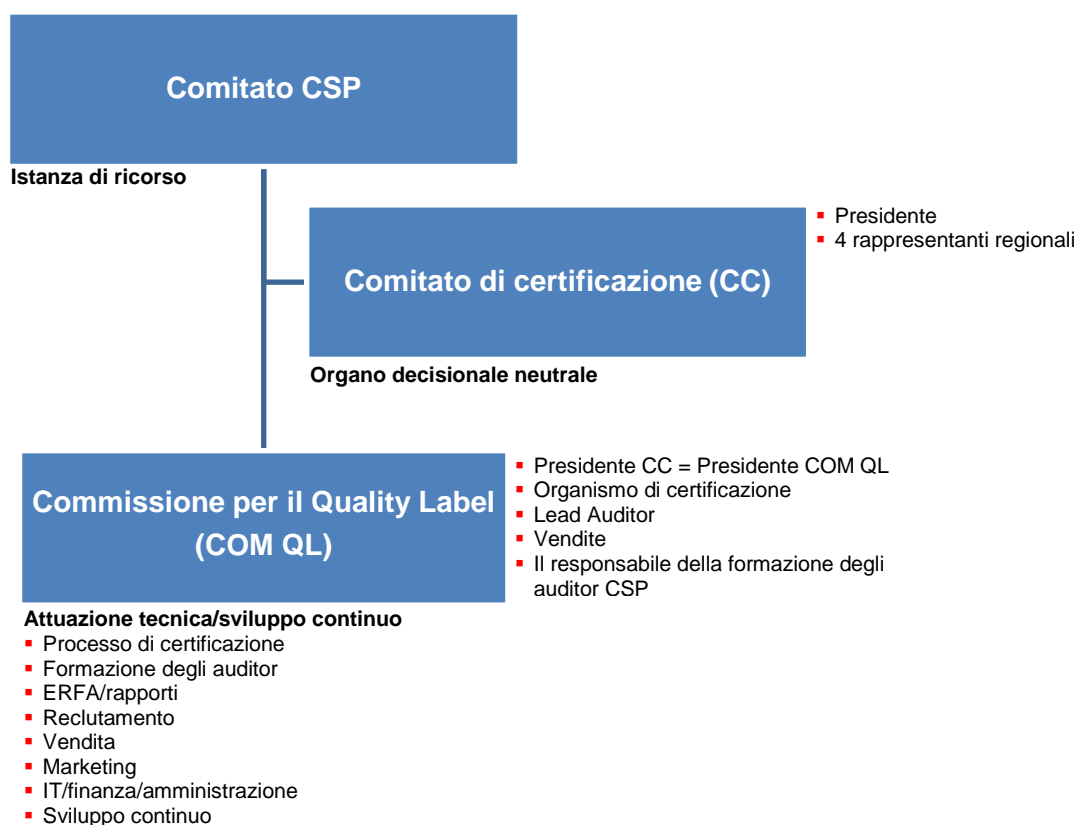 Comitato CSP
Istanza di ricorso
Comitato di certificazione (CC)
▪ Presidente
▪ 4 rappresentanti regionali
Organo decisionale neutrale
Commissione per il Quality Label
(COM QL)
▪ Presidente CC = Presidente COM QL
▪ Organismo di certificazione
▪ Lead Auditor
▪ Vendite
▪ Il responsabile della formazione degli
auditor CSP
Attuazione tecnica/sviluppo continuo
▪ Processo di certificazione
▪ Formazione degli auditor
▪ ERFA/rapporti
▪ Reclutamento
▪ Vendita
▪ Marketing
▪ IT/finanza/amministrazione
▪ Sviluppo continuo